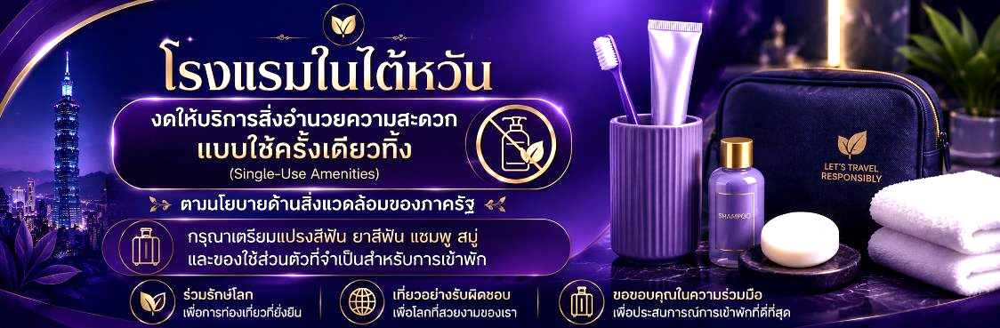 โรงแรมในไต้หวัน
งดให้บริการสิ่งอำนวยความสะดวก
แบบใช้ครั้งเดียวทิ้ง
(Single-Use Amenities)
ตามนโยบายด้านสิ่งแวดล้อมของภาครัฐ
กรุณาเตรียมแปรงสีฟัน ยาสีฟัน แชมพู สบู่
และของใช้ส่วนตัวที่จำเป็นสำหรับการเข้าพัก
ร่วมรักษ์โลก
เพื่อการท่องเที่ยวที่ยั่งยืน
เที่ยวอย่างรับผิดชอบ
เพื่อโลกที่สวยงามของเรา
ขอขอบคุณในความร่วมมือ
เพื่อประสบการณ์การเข้าพักที่ดีที่สุด
SHAMPOO
LET'S TRAVEL
RESPONSIBLY